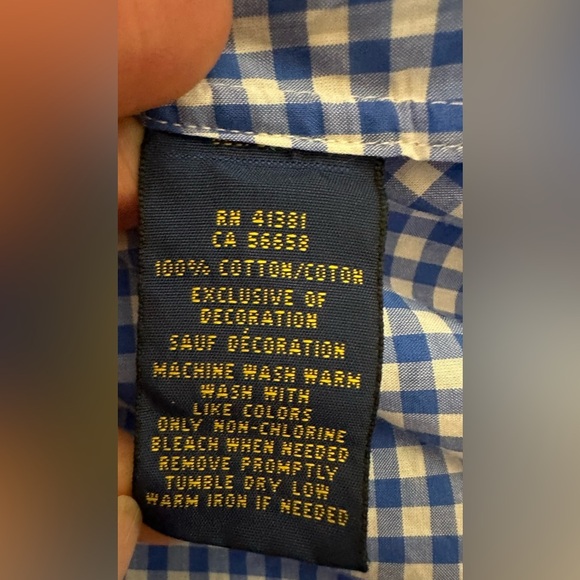 RN 41381
CA 56658
100% COTTON/COTON
EXCLUSIVE OF
DECORATION
SAUF DÉCORATION
MACHINE WASH WARM
WASH WITH
LIKE COLORS
ONLY NON-CHLORINE
BLEACH WHEN NEEDED
REMOVE PROMPTLY
TUMBLE DRY LOW
WARM IRON IF NEEDED